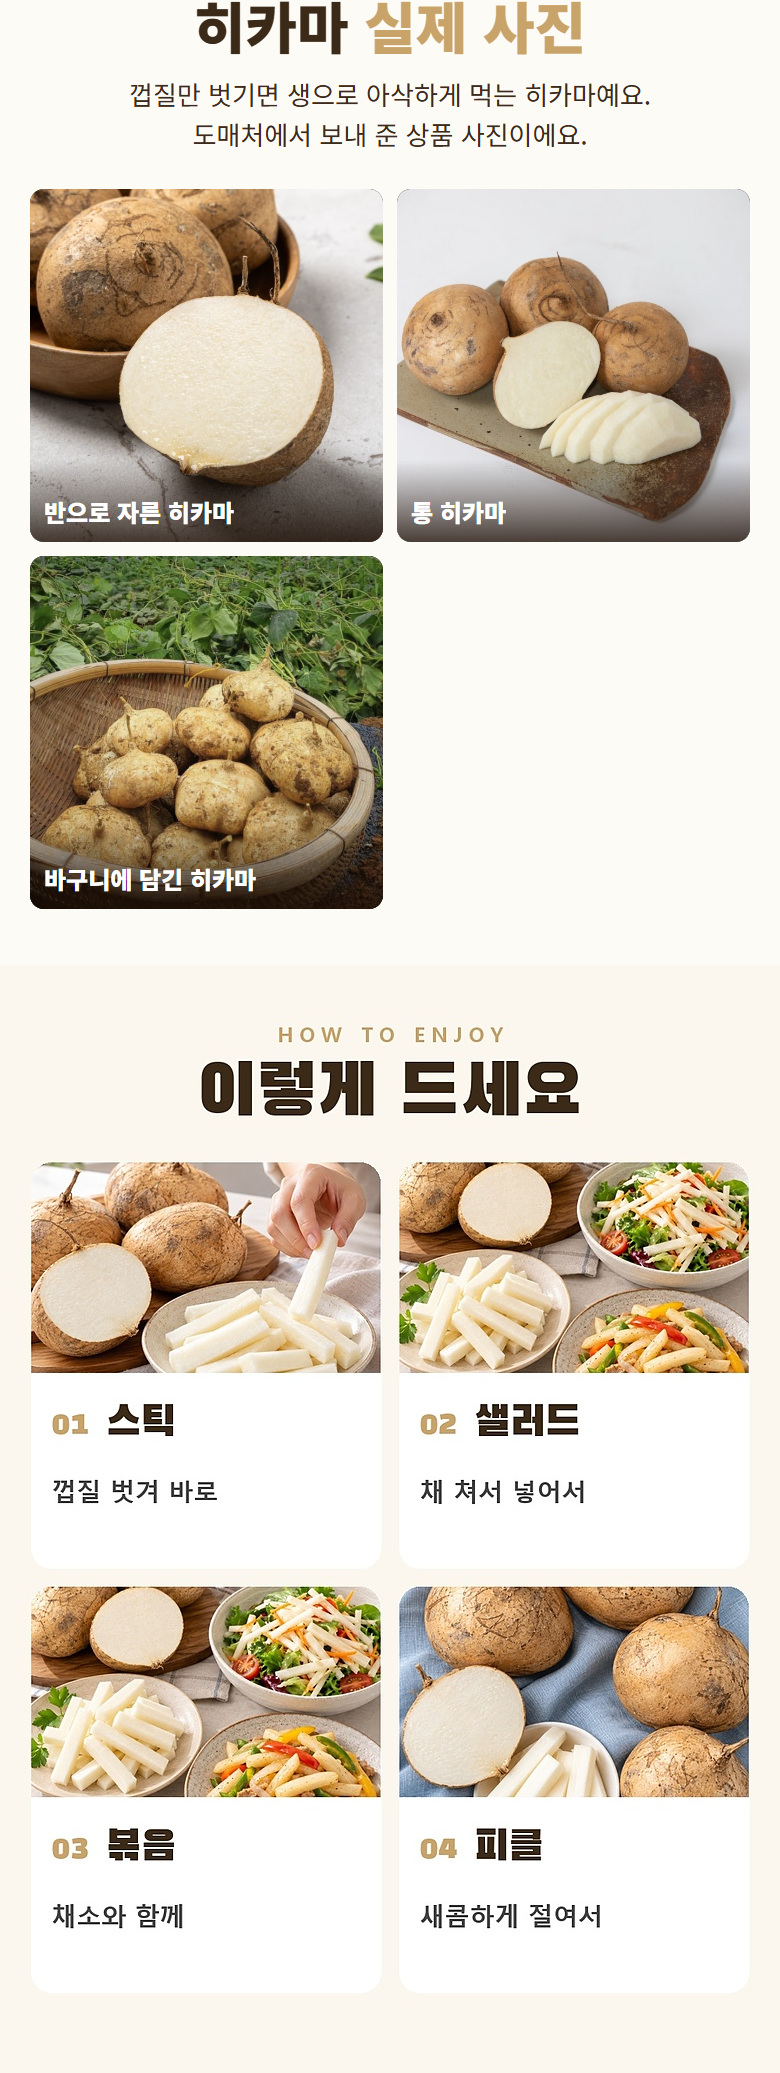 히카마 실제 사진
껍질만 벗기면 생으로 아삭하게 먹는 히카마예요.
도매처에서 보내 준 상품 사진이에요.
반으로 자른 히카마
통 히카마
바구니에 담긴 히카마
HOW TO ENJOY
이렇게 드세요
01 스틱
껍질 벗겨 바로
02 샐러드
채 쳐서 넣어서
03 볶음
채소와 함께
04 피클
새콤하게 절여서